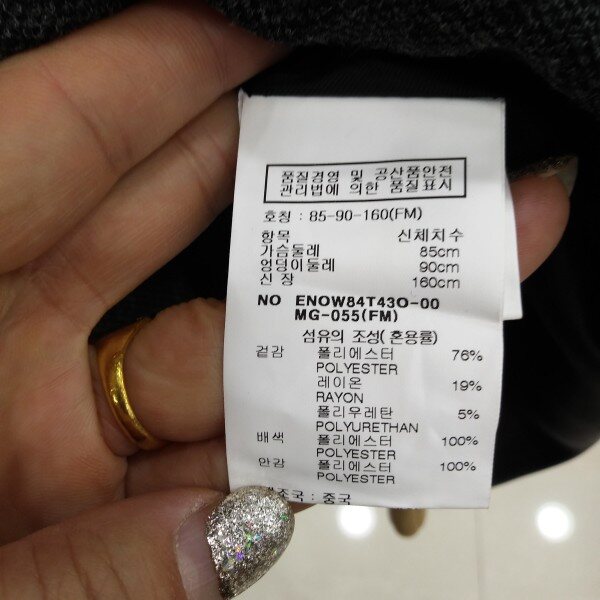 품질경영 및 공산품안전
관리법에 의한 품질표시
호칭 : 85-90-160(FM)
항목 신체치수
가슴둘레 85cm
엉덩이둘레 90cm
신 장 160cm
NO ENOW84T43O-00
MG-055(FM)
섬유의 조성(혼용률)
겉감 폴리에스터 76%
POLYESTER
레이온 19%
RAYON
폴리우레탄 5%
POLYURETHAN
배색 폴리에스터 100%
POLYESTER
안감 폴리에스터 100%
POLYESTER
제조국 : 중국